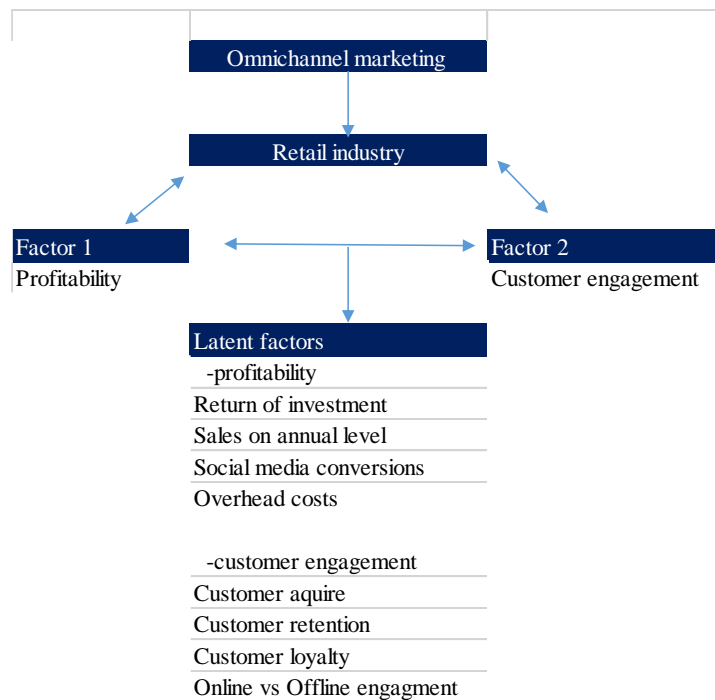 Omnichannel marketing
Retail industry
Factor 1
Profitability
Factor 2
Customer engagement
Latent factors
-profitability
Return of investment
Sales on annual level
Social media conversions
Overhead costs
-customer engagement
Customer aquire
Customer retention
Customer loyalty
Online vs Offline engagment